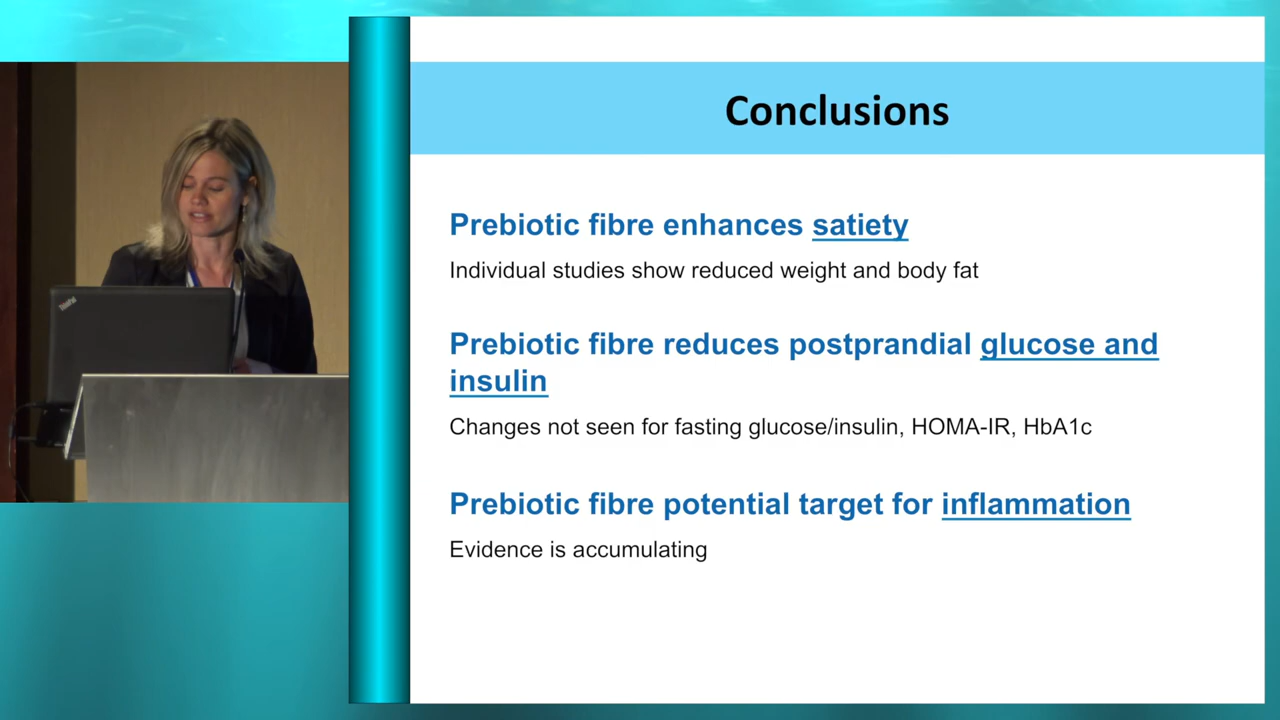 Conclusions
Prebiotic fibre enhances satiety
Individual studies show reduced weight and body fat
Prebiotic fibre reduces postprandial glucose and
insulin
Changes not seen for fasting glucose/insulin, HOMA-IR, HbA1c
Prebiotic fibre potential target for inflammation
Evidence is accumulating
ThinkPad